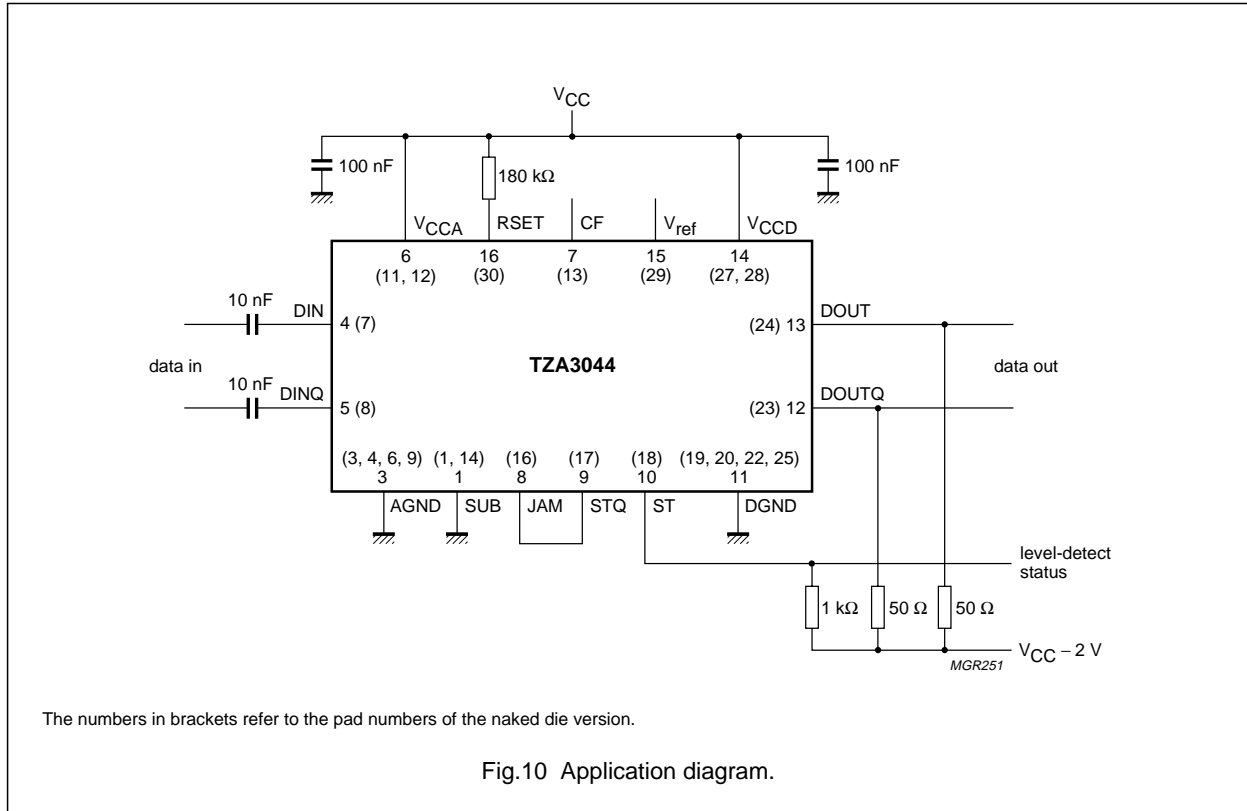 VCC
100 nF
180 kΩ
100 nF
VCCA
RSET
CF
Vref
VCCD
6
16
7
15
14
(11, 12)
(30)
(13)
(29)
(27, 28)
10 nF
DIN
4 (7)
(24) 13
DOUT
data in
TZA3044
data out
10 nF
DINQ
5 (8)
(23) 12
DOUTQ
(3, 4, 6, 9)
(1, 14)
(16)
(17)
(18)
(19, 20, 22, 25)
3
1
8
9
10
11
AGND
SUB
JAM
STQ
ST
DGND
level-detect
status
1 kΩ
50 Ω
50 Ω
VCC – 2 V
MGR251
The numbers in brackets refer to the pad numbers of the naked die version.
Fig.10 Application diagram.